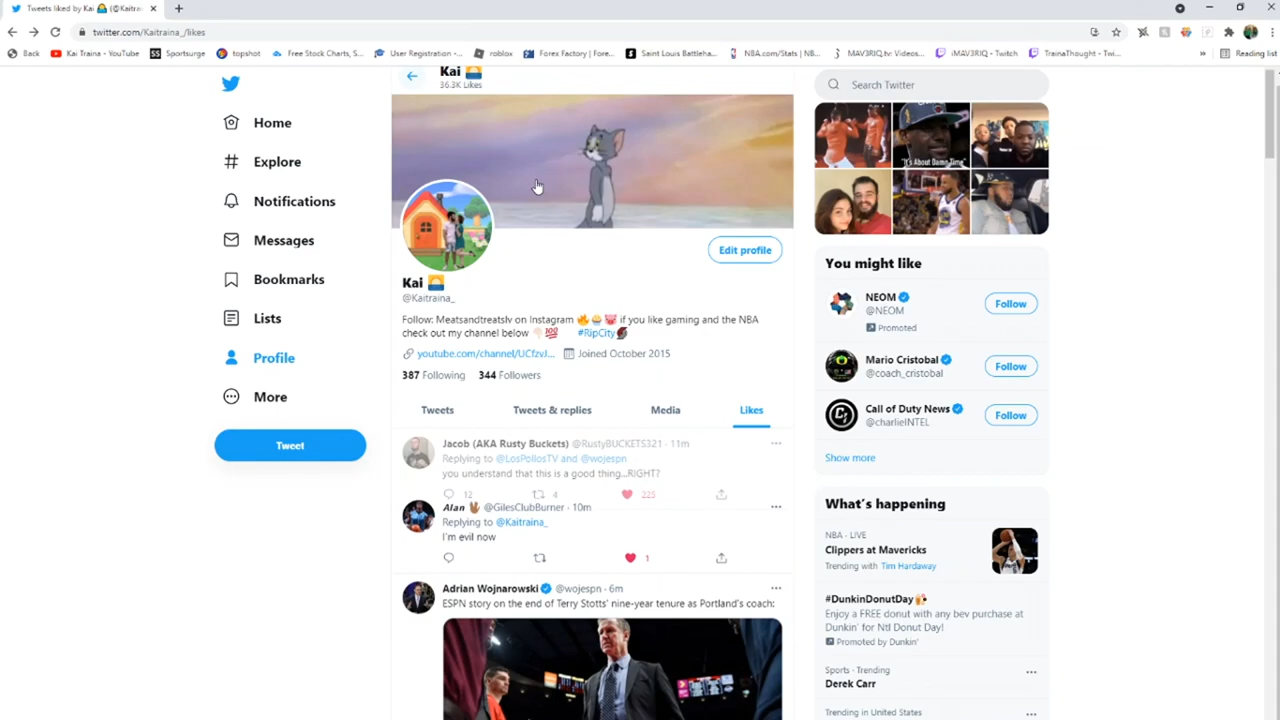 Tweets liked by Kai (@Kaitrai
twitter.com/Kaitraina_/likes
Back
Kai Traina - YouTube
Sportsurge
topshot
Free Stock Charts, S...
User Registration -...
roblox
Forex Factory | Fore...
Saint Louis Battleha...
NBA.com/Stats | NB...
MAV3RIQ.tv: Videos...
iMAV3RIQ - Twitch
TrainaThought - Twi...
»
Reading list
Kai 🌅
36.3K Likes
Home
Explore
Notifications
Messages
Bookmarks
Lists
Profile
More
Tweet
Edit profile
Kai 🌅
@Kaitraina_
Follow: Meatsandtreatslv on Instagram 🔥🧁🐷 if you like gaming and the NBA
check out my channel below 👇🏻💯 #RipCity
youtube.com/channel/UCfzvJ... Joined October 2015
387 Following 344 Followers
Tweets Tweets & replies Media Likes
Jacob (AKA Rusty Buckets) @RustyBUCKETS321 · 11m
Replying to @LosPollosTV and @wojespn
you understand that this is a good thing...RIGHT?
12 4 225
Alan 🖖🏾 @GilesClubBurner · 10m
Replying to @Kaitraina_
I'm evil now
1
Adrian Wojnarowski @wojespn · 6m
ESPN story on the end of Terry Stotts' nine-year tenure as Portland's coach:
Search Twitter
"It's About Damn Time"
You might like
NEOM
@NEOM
Promoted
Follow
Mario Cristobal
@coach_cristobal
Follow
Call of Duty News
@charlieINTEL
Follow
Show more
What's happening
NBA · LIVE
Clippers at Mavericks
Trending with Tim Hardaway
#DunkinDonutDay
Enjoy a FREE donut with any bev purchase at
Dunkin' for Ntl Donut Day!
Promoted by Dunkin'
Sports · Trending
Derek Carr
Trending in United States